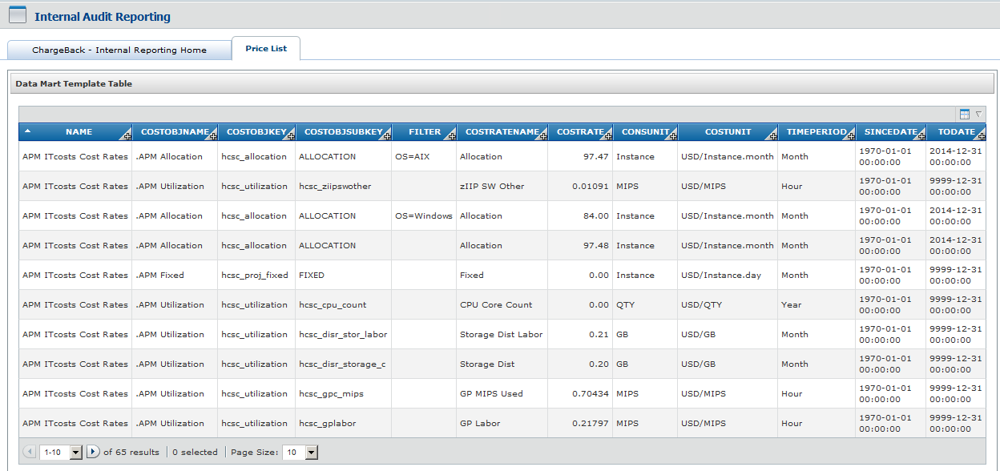 Internal Audit Reporting
ChargeBack - Internal Reporting Home Price List
Data Mart Template Table
NAME COSTOBJNAME COSTOBJKEY COSTOBJSUBKEY FILTER COSTRATENAME COSTRATE CONSUNIT COSTUNIT TIMEPERIOD SINCEDATE TODATE
APM ITcosts Cost Rates .APM Allocation hcsc_allocation ALLOCATION OS=AIX Allocation 97.47 Instance USD/Instance.month Month 1970-01-01 2014-12-31
00:00:00 00:00:00
APM ITcosts Cost Rates .APM Utilization hcsc_utilization hcsc_ziipswother zIIP SW Other 0.01091 MIPS USD/MIPS Hour 1970-01-01 9999-12-31
00:00:00 00:00:00
APM ITcosts Cost Rates .APM Allocation hcsc_allocation ALLOCATION OS=Windows Allocation 84.00 Instance USD/Instance.month Month 1970-01-01 2014-12-31
00:00:00 00:00:00
APM ITcosts Cost Rates .APM Allocation hcsc_allocation ALLOCATION Allocation 97.48 Instance USD/Instance.month Month 1970-01-01 2014-12-31
00:00:00 00:00:00
APM ITcosts Cost Rates .APM Fixed hcsc_proj_fixed FIXED Fixed 0.00 Instance USD/Instance.day Month 1970-01-01 9999-12-31
00:00:00 00:00:00
APM ITcosts Cost Rates .APM Utilization hcsc_utilization hcsc_cpu_count CPU Core Count 0.00 QTY USD/QTY Year 1970-01-01 9999-12-31
00:00:00 00:00:00
APM ITcosts Cost Rates .APM Utilization hcsc_utilization hcsc_disr_stor_labor Storage Dist Labor 0.21 GB USD/GB Month 1970-01-01 9999-12-31
00:00:00 00:00:00
APM ITcosts Cost Rates .APM Utilization hcsc_utilization hcsc_disr_storage_c Storage Dist 0.20 GB USD/GB Month 1970-01-01 9999-12-31
00:00:00 00:00:00
APM ITcosts Cost Rates .APM Utilization hcsc_utilization hcsc_gpc_mips GP MIPS Used 0.70434 MIPS USD/MIPS Hour 1970-01-01 9999-12-31
00:00:00 00:00:00
APM ITcosts Cost Rates .APM Utilization hcsc_utilization hcsc_gplabor GP Labor 0.21797 MIPS USD/MIPS Hour 1970-01-01 9999-12-31
00:00:00 00:00:00
1-10 of 65 results 0 selected Page Size: 10